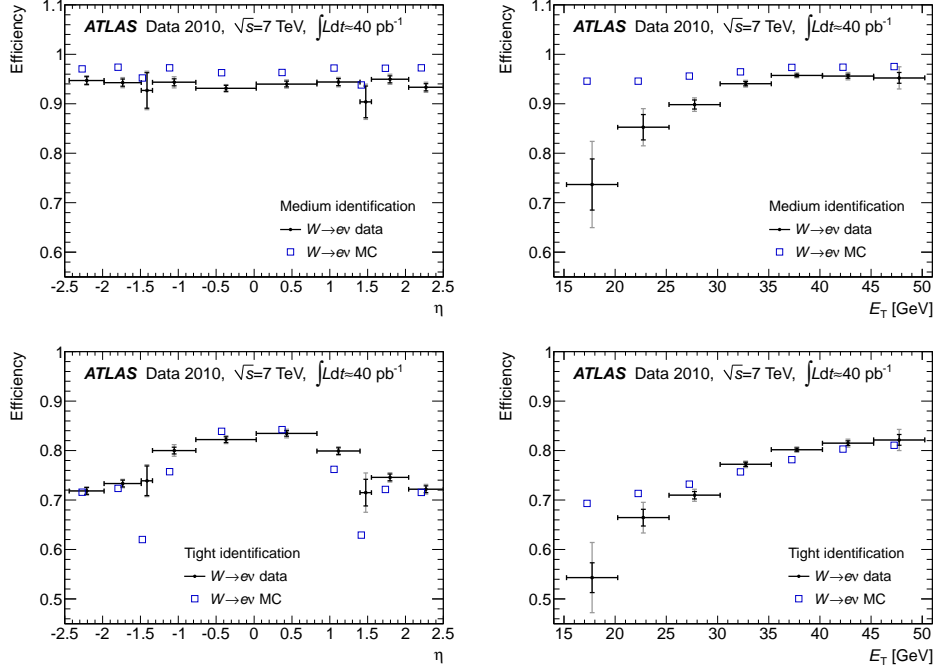 ATLAS Data 2010, √s=7 TeV, ∫Ldt≈40 pb⁻¹
Efficiency
1.1
1
0.9
0.8
0.7
0.6
Medium identification
W→eν data
W→eν MC
-2.5 -2 -1.5 -1 -0.5 0 0.5 1 1.5 2 2.5
η
ATLAS Data 2010, √s=7 TeV, ∫Ldt≈40 pb⁻¹
Efficiency
1.1
1
0.9
0.8
0.7
0.6
Medium identification
W→eν data
W→eν MC
15 20 25 30 35 40 45 50
E_T [GeV]
ATLAS Data 2010, √s=7 TeV, ∫Ldt≈40 pb⁻¹
Efficiency
1
0.9
0.8
0.7
0.6
0.5
Tight identification
W→eν data
W→eν MC
-2.5 -2 -1.5 -1 -0.5 0 0.5 1 1.5 2 2.5
η
ATLAS Data 2010, √s=7 TeV, ∫Ldt≈40 pb⁻¹
Efficiency
1
0.9
0.8
0.7
0.6
0.5
Tight identification
W→eν data
W→eν MC
15 20 25 30 35 40 45 50
E_T [GeV]